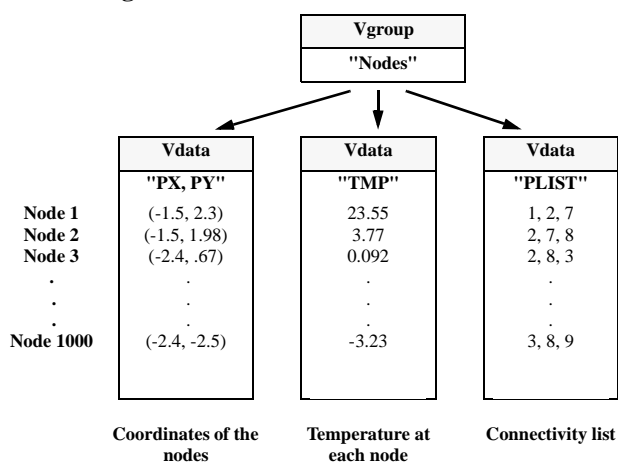 Vgroup
"Nodes"
Vdata Vdata Vdata
"PX, PY" "TMP" "PLIST"
Node 1 (-1.5, 2.3) 23.55 1, 2, 7
Node 2 (-1.5, 1.98) 3.77 2, 7, 8
Node 3 (-2.4, .67) 0.092 2, 8, 3
. . . .
. . . .
. . . .
Node 1000 (-2.4, -2.5) -3.23 3, 8, 9
Coordinates of the nodes
Temperature at each node
Connectivity list